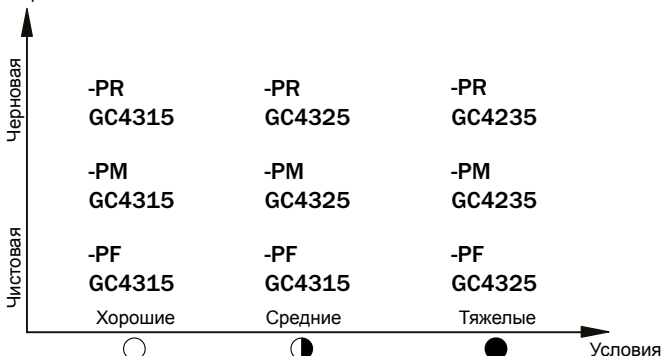 Черновая
-PR -PR -PR
GC4315 GC4325 GC4235
-PM -PM -PM
GC4315 GC4325 GC4235
Чистовая
-PF -PF -PF
GC4315 GC4315 GC4325
Хорошие Средние Тяжелые
Условия